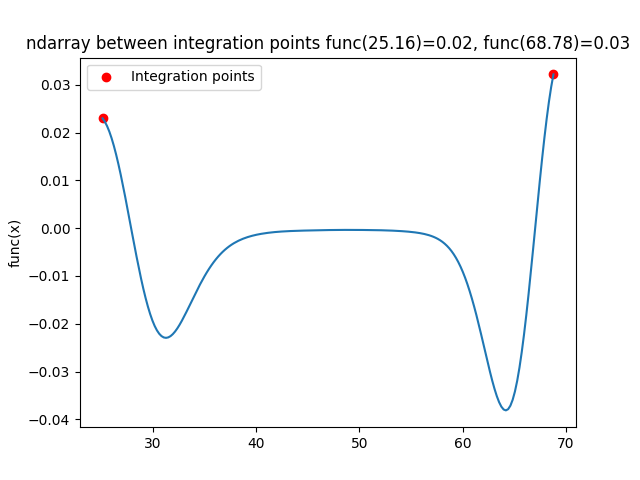 ndarray between integration points func(25.16)=0.02, func(68.78)=0.03
Integration points
func(x)
0.03
0.02
0.01
0.00
−0.01
−0.02
−0.03
−0.04
30 40 50 60 70